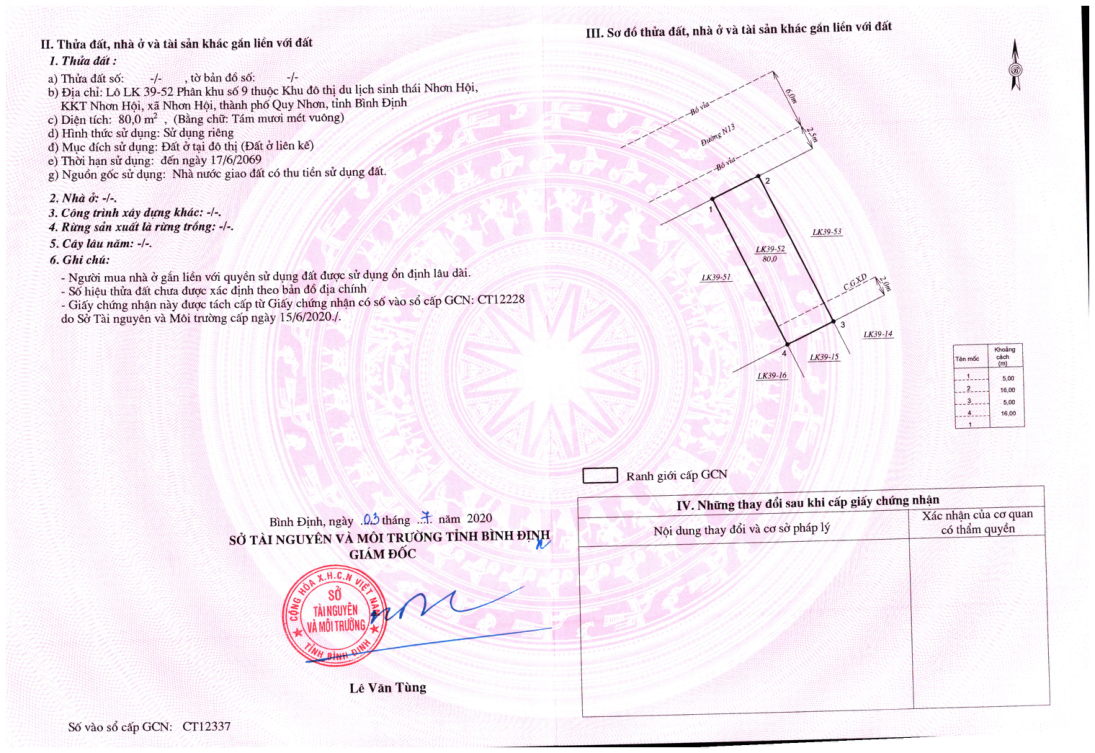 II. Thửa đất, nhà ở và tài sản khác gắn liền với đất
1. Thửa đất :
a) Thửa đất số: -/- , tờ bản đồ số: -/-
b) Địa chỉ: Lô LK 39-52 Phân khu số 9 thuộc Khu đô thị du lịch sinh thái Nhơn Hội,
KKT Nhơn Hội, xã Nhơn Hội, thành phố Quy Nhơn, tỉnh Bình Định
c) Diện tích: 80,0 m² , (Bằng chữ: Tám mươi mét vuông)
d) Hình thức sử dụng: Sử dụng riêng
đ) Mục đích sử dụng: Đất ở tại đô thị (Đất ở liên kế)
e) Thời hạn sử dụng: đến ngày 17/6/2069
g) Nguồn gốc sử dụng: Nhà nước giao đất có thu tiền sử dụng đất.
2. Nhà ở: -/-.
3. Công trình xây dựng khác: -/-.
4. Rừng sản xuất là rừng trồng: -/-.
5. Cây lâu năm: -/-.
6. Ghi chú:
- Người mua nhà ở gắn liền với quyền sử dụng đất được sử dụng ổn định lâu dài.
- Số hiệu thửa đất chưa được xác định theo bản đồ địa chính
- Giấy chứng nhận này được tách cấp từ Giấy chứng nhận có số vào sổ cấp GCN: CT12228
do Sở Tài nguyên và Môi trường cấp ngày 15/6/2020./.
Bình Định, ngày 03 tháng 7 năm 2020
SỞ TÀI NGUYÊN VÀ MÔI TRƯỜNG TỈNH BÌNH ĐỊNH
GIÁM ĐỐC
CỘNG HÒA X.H.C.N VIỆT NAM
SỞ
TÀI NGUYÊN
VÀ MÔI TRƯỜNG
TỈNH BÌNH ĐỊNH
Lê Văn Tùng
Số vào sổ cấp GCN: CT12337
III. Sơ đồ thửa đất, nhà ở và tài sản khác gắn liền với đất
Bó vỉa
6,0m
Đường N13
2,5m
Bó vỉa
2
1
LK39-53
LK39-52
80,0
LK39-51
C.G.X.D
2,0m
3
LK39-14
4
LK39-15
LK39-16
Tên mốc
Khoảng
cách
(m)
1
5,00
2
16,00
3
5,00
4
16,00
1
Ranh giới cấp GCN
IV. Những thay đổi sau khi cấp giấy chứng nhận
Nội dung thay đổi và cơ sở pháp lý
Xác nhận của cơ quan
có thẩm quyền